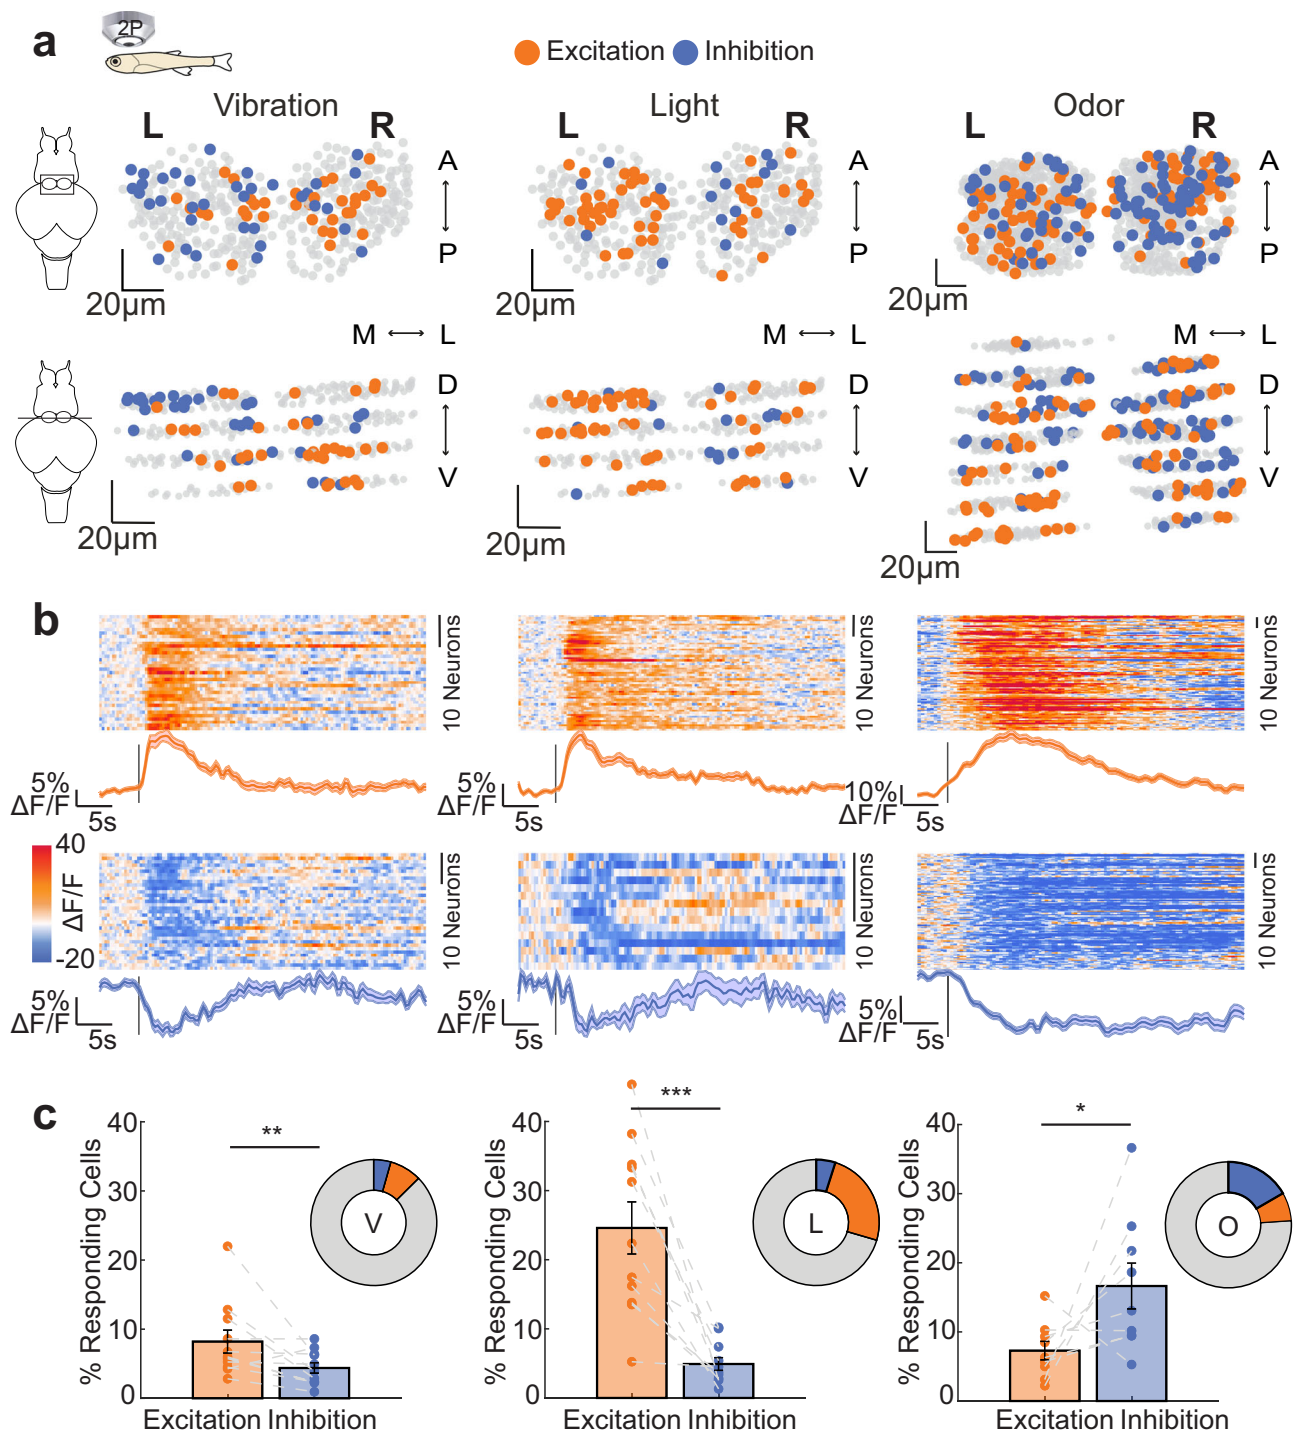 a
2P
Excitation Inhibition
Vibration Light Odor
L R A
L R A
L R A
P P P
20µm 20µm 20µm
M L M L M L
D D D
V V V
20µm 20µm 20µm
b
10 Neurons 10 Neurons 10 Neurons
5% ΔF/F 5s
5% ΔF/F 5s
10% ΔF/F 5s
40
ΔF/F
-20
10 Neurons 10 Neurons 10 Neurons
5% ΔF/F 5s
5% ΔF/F 5s
5% ΔF/F 5s
c
% Responding Cells
40
30
20
10
0
**
V
Excitation Inhibition
% Responding Cells
40
30
20
10
0
***
L
Excitation Inhibition
% Responding Cells
40
30
20
10
0
*
O
Excitation Inhibition